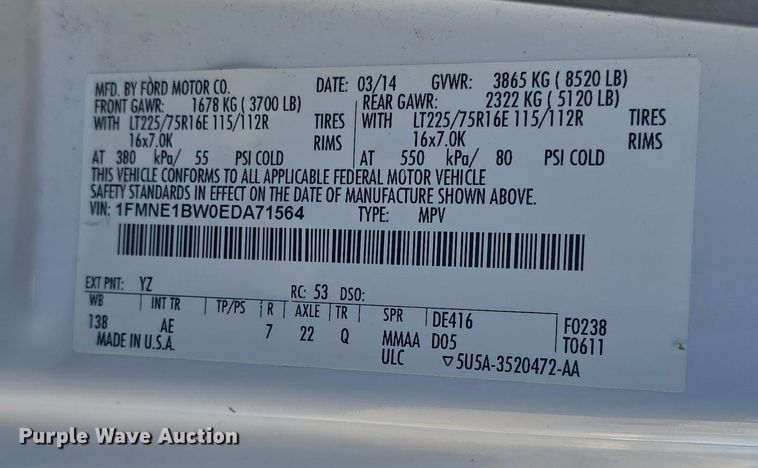 MFD. BY FORD MOTOR CO. DATE: 03/14 GVWR: 3865 KG ( 8520 LB)
FRONT GAWR: 1678 KG ( 3700 LB) REAR GAWR: 2322 KG ( 5120 LB)
WITH LT225/75R16E 115/112R TIRES WITH LT225/75R16E 115/112R TIRES
16x7.0K RIMS 16x7.0K RIMS
AT 380 kPa/ 55 PSI COLD AT 550 kPa/ 80 PSI COLD
THIS VEHICLE CONFORMS TO ALL APPLICABLE FEDERAL MOTOR VEHICLE
SAFETY STANDARDS IN EFFECT ON THE DATE OF MANUFACTURE SHOWN ABOVE.
VIN: 1FMNE1BW0EDA71564 TYPE: MPV
EXT PNT: YZ RC: 53 DSO:
WB INT TR TP/PS R AXLE TR SPR DE416 F0238
138 AE 7 22 Q MMAA D05 T0611
MADE IN U.S.A. ULC ▽5U5A-3520472-AA
Purple Wave Auction